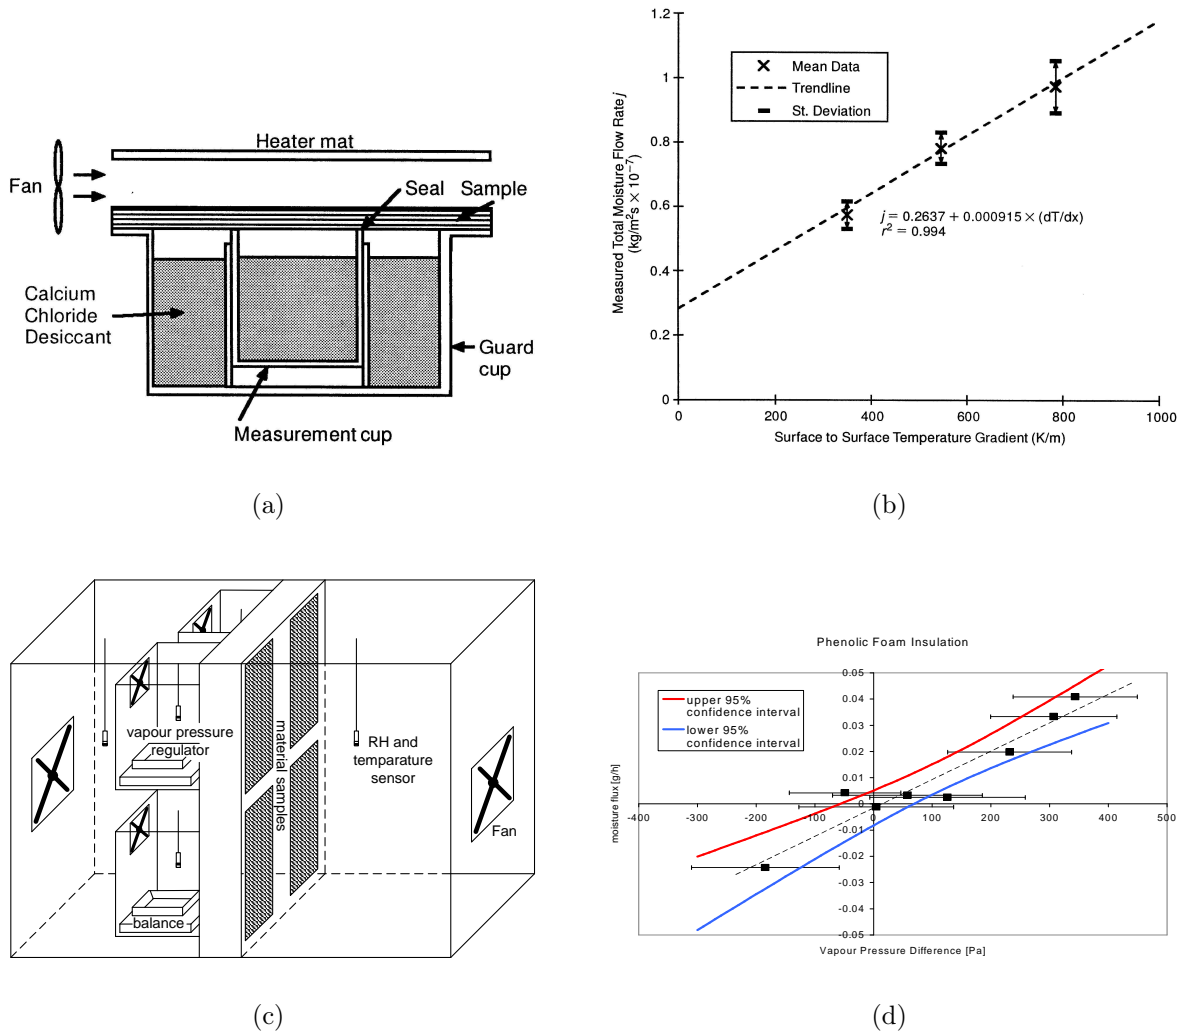 Heater mat
Fan
Seal
Sample
Calcium
Chloride
Desiccant
Guard
cup
Measurement cup
(a)
Measured Total Moisture Flow Rate j
(kg/m²s × 10⁻⁷)
1.2
1
0.8
0.6
0.4
0.2
0
Mean Data
Trendline
St. Deviation
j = 0.2637 + 0.000915 × (dT/dx)
r² = 0.994
0 200 400 600 800 1000
Surface to Surface Temperature Gradient (K/m)
(b)
vapour pressure
regulator
material samples
RH and
temparature
sensor
Fan
balance
(c)
Phenolic Foam Insulation
upper 95%
confidence interval
lower 95%
confidence interval
moisture flux [g/h]
0.05
0.04
0.03
0.02
0.01
0
-0.01
-0.02
-0.03
-0.04
-0.05
-400 -300 -200 -100 0 100 200 300 400 500
Vapour Pressure Difference [Pa]
(d)